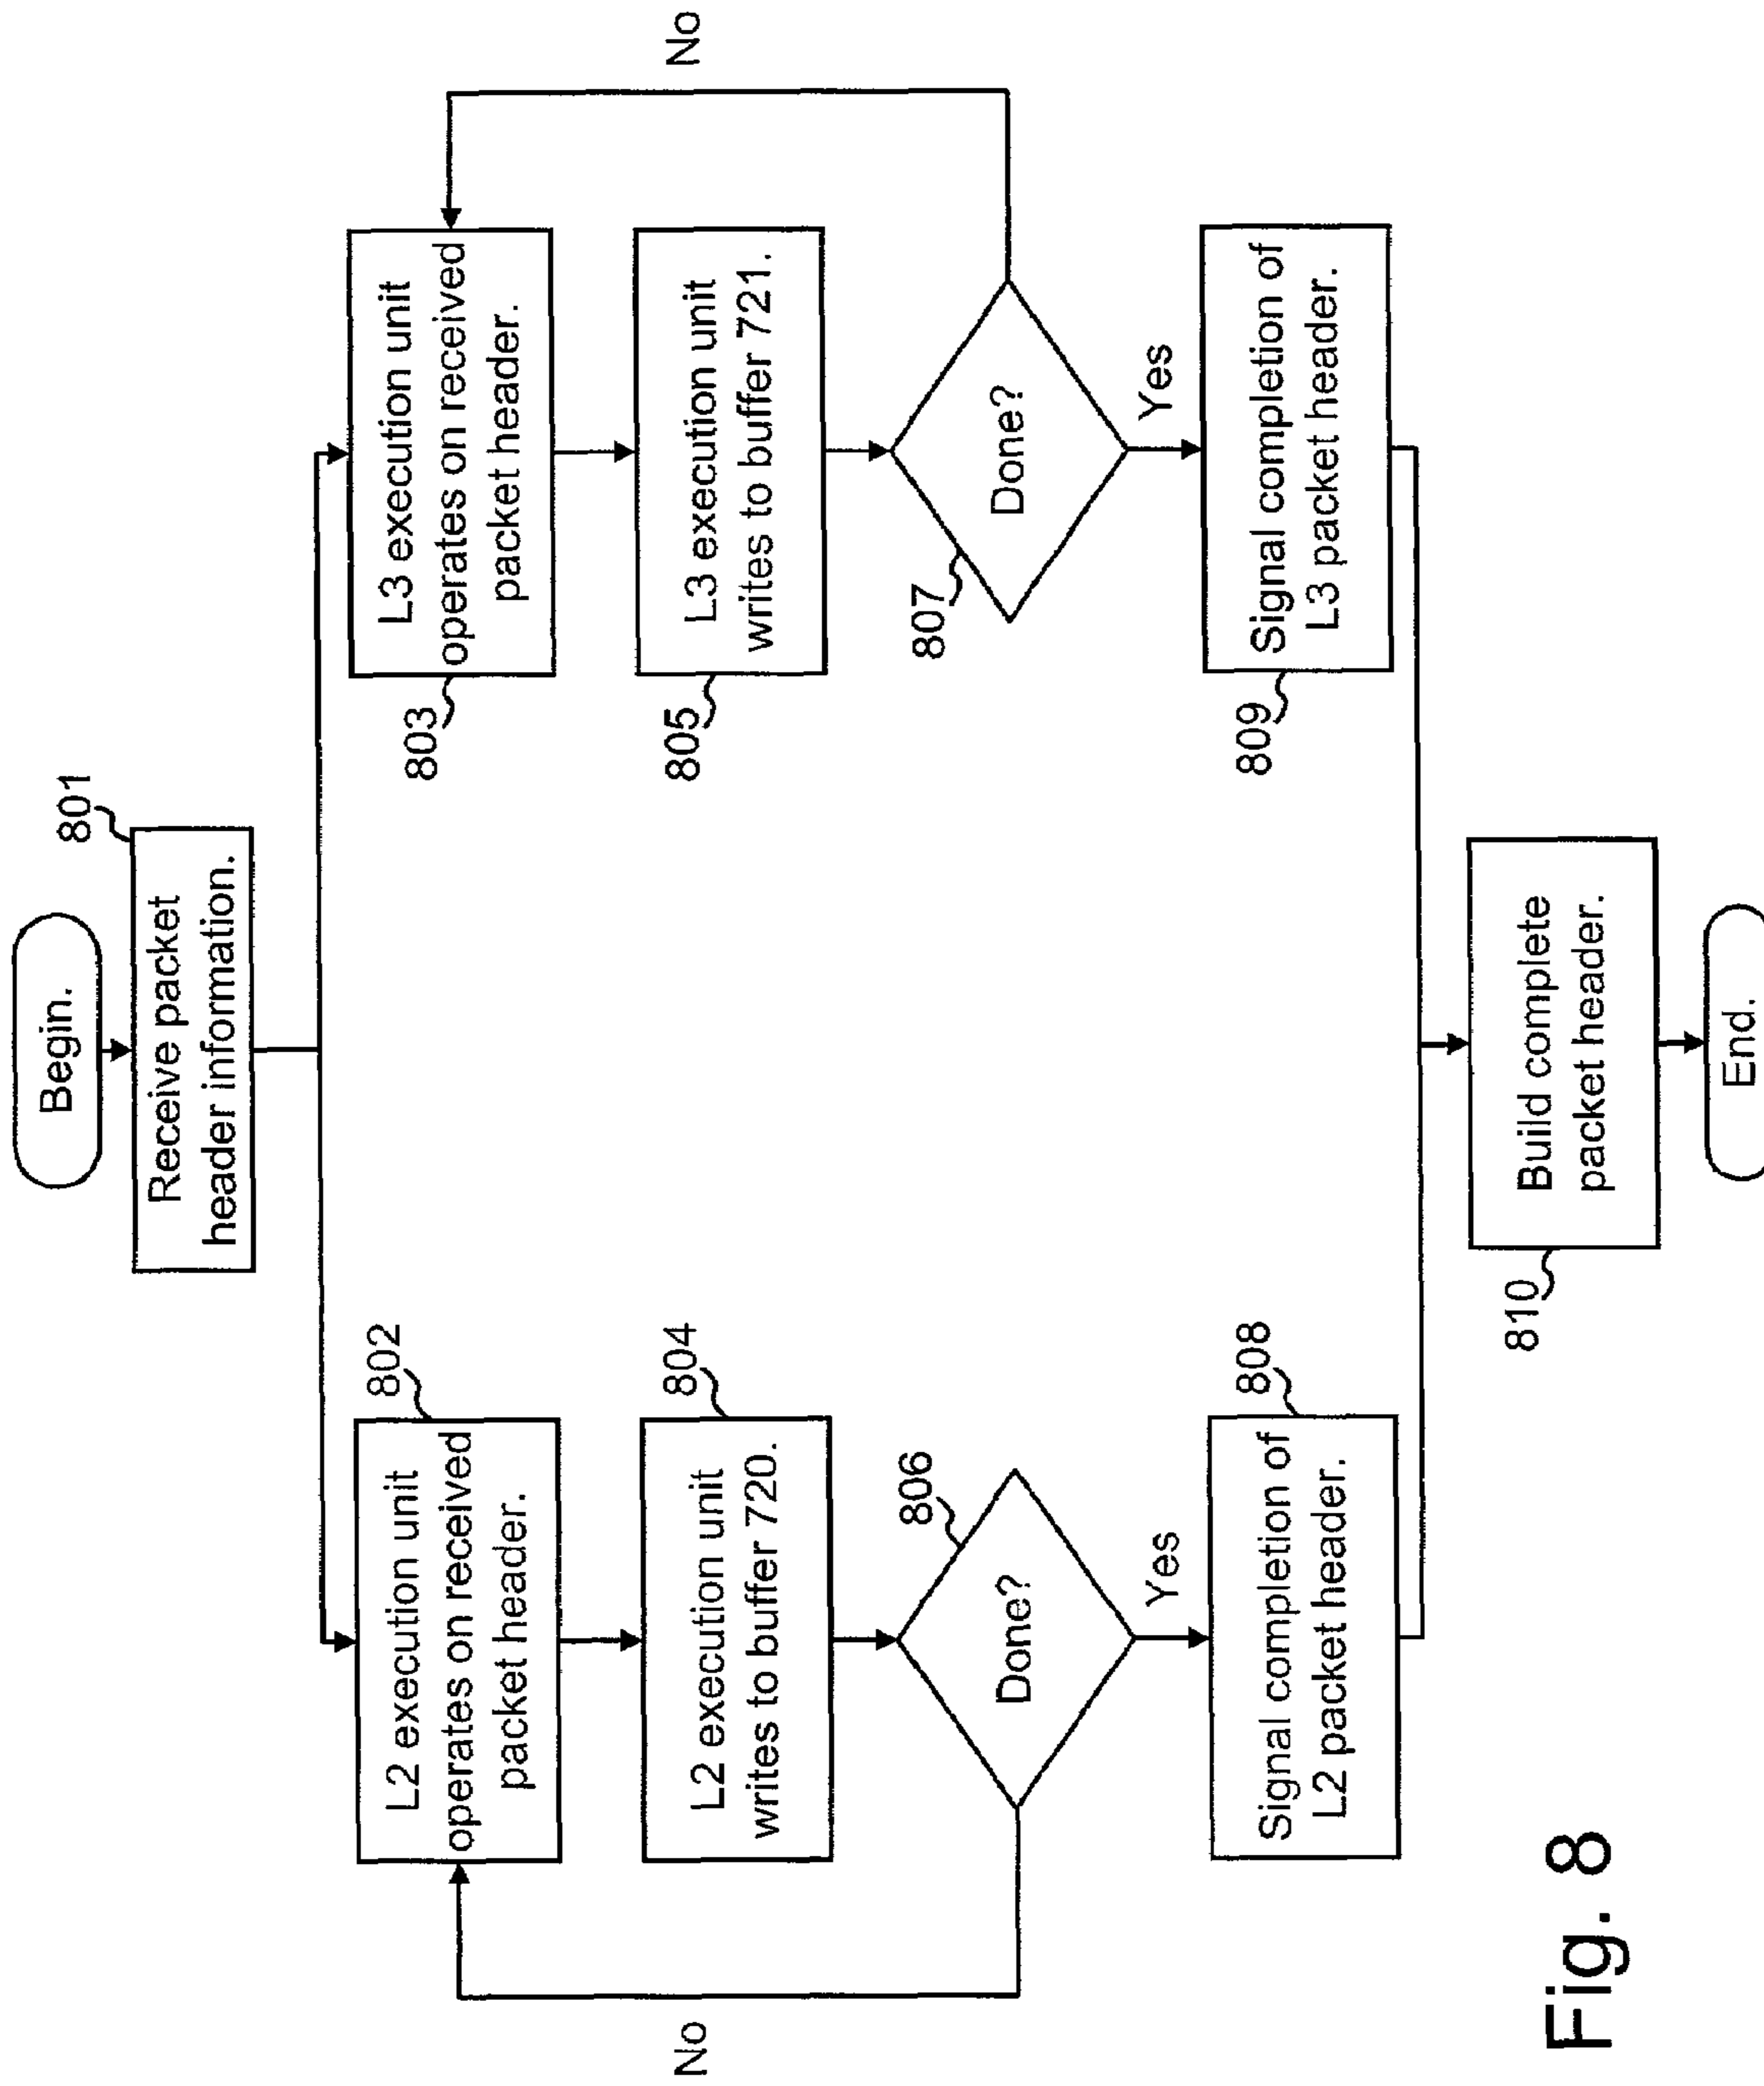 Begin.
801
Receive packet
header information.
802
L2 execution unit
operates on received
packet header.
803
L3 execution unit
operates on received
packet header.
804
L2 execution unit
writes to buffer 720.
805
L3 execution unit
writes to buffer 721.
No
No
806
Done?
807
Done?
Yes
Yes
808
Signal completion of
L2 packet header.
809
Signal completion of
L3 packet header.
810
Build complete
packet header.
End.
Fig. 8